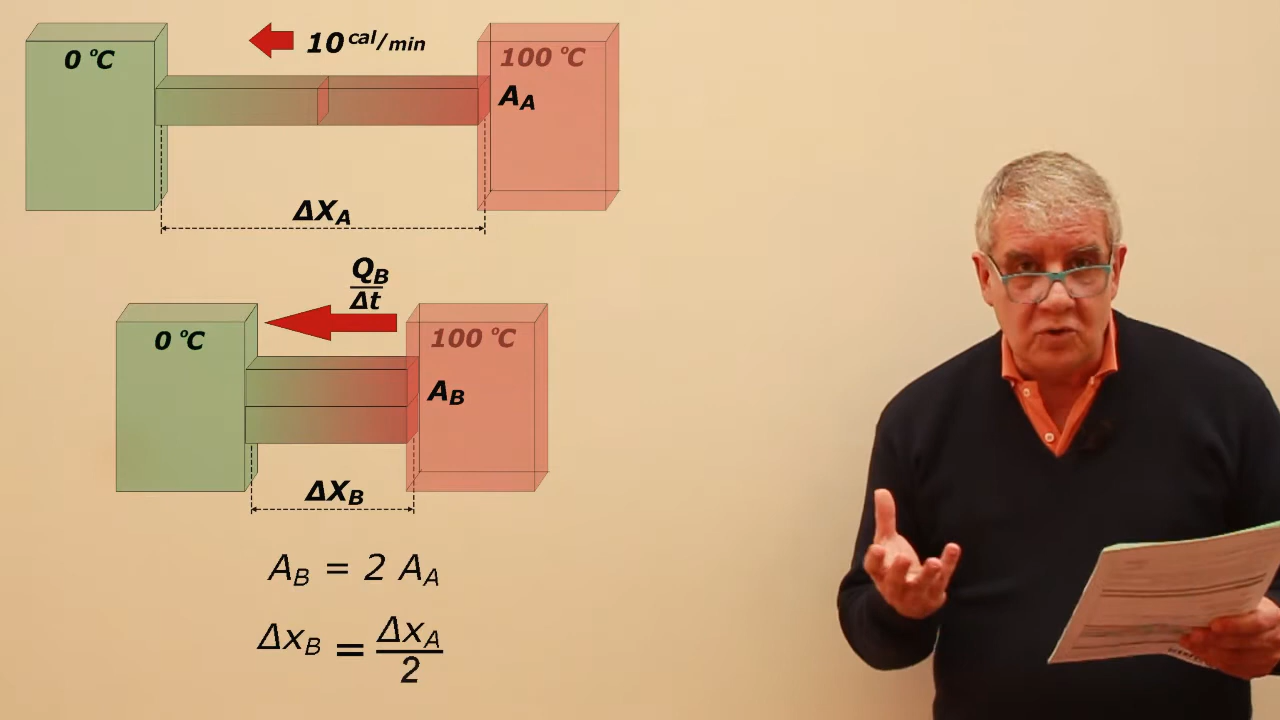 0 °C
10 cal/min
100 °C
A_A
ΔX_A
Q_B
Δt
0 °C
100 °C
A_B
ΔX_B
A_B = 2 A_A
Δx_B = Δx_A
2